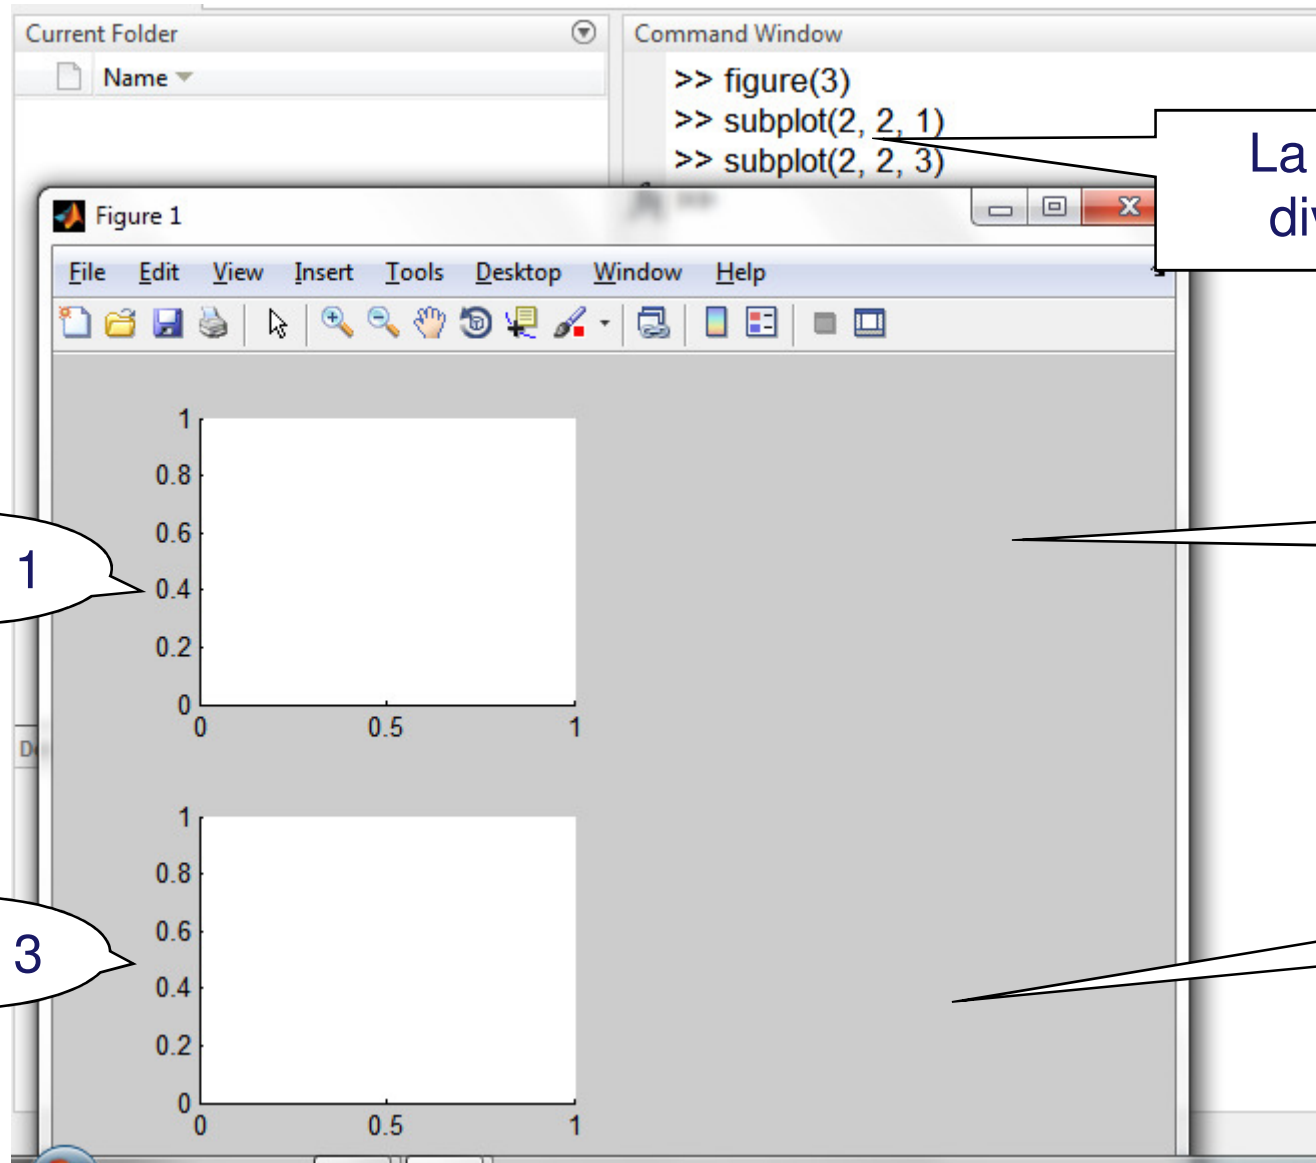 Current Folder
Name
Command Window
>> figure(3)
>> subplot(2, 2, 1)
>> subplot(2, 2, 3)
La
Figure 1
File Edit View Insert Tools Desktop Window Help
1
0.8
0.6
0.4
0.2
0
0 0.5 1
1
1
0.8
0.6
0.4
0.2
0
0 0.5 1
3